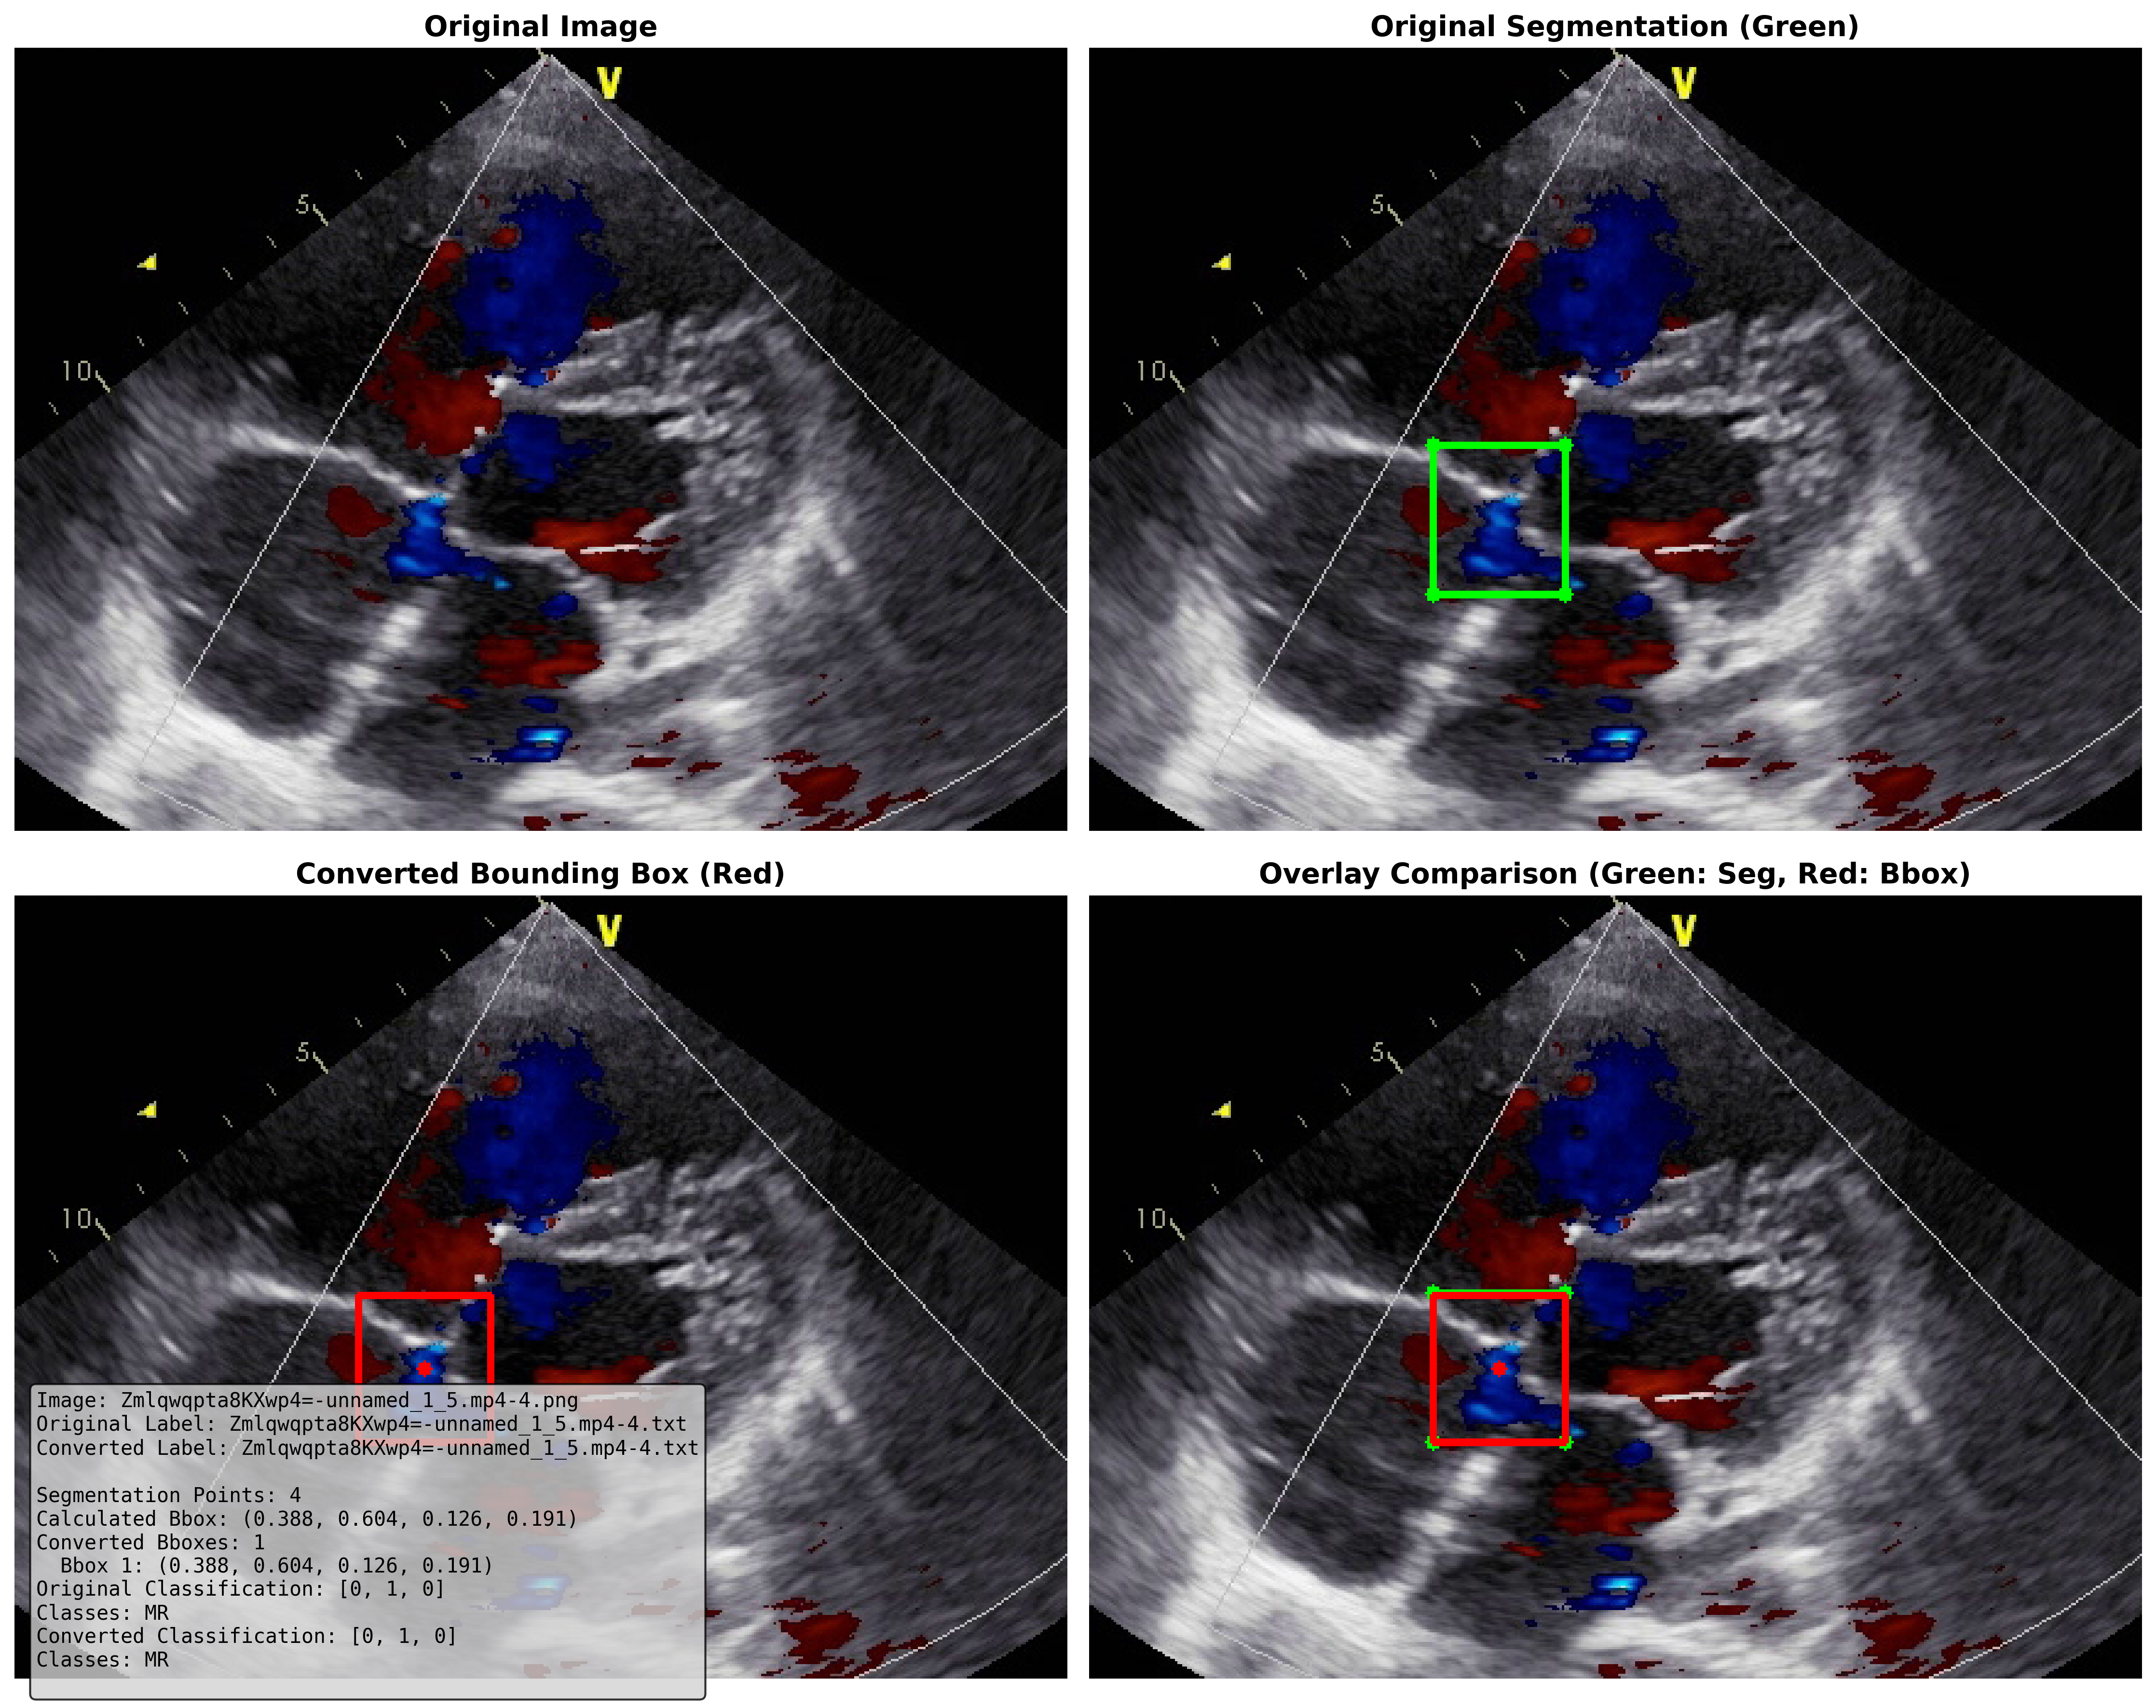 Original Image
Original Segmentation (Green)
V
5
10
V
5
10
Converted Bounding Box (Red)
Overlay Comparison (Green: Seg, Red: Bbox)
V
5
10
V
5
10
Image: Zmlqwqpta8KXwp4=-unnamed_1_5.mp4-4.png
Original Label: Zmlqwqpta8KXwp4=-unnamed_1_5.mp4-4.txt
Converted Label: Zmlqwqpta8KXwp4=-unnamed_1_5.mp4-4.txt
Segmentation Points: 4
Calculated Bbox: (0.388, 0.604, 0.126, 0.191)
Converted Bboxes: 1
Bbox 1: (0.388, 0.604, 0.126, 0.191)
Original Classification: [0, 1, 0]
Classes: MR
Converted Classification: [0, 1, 0]
Classes: MR